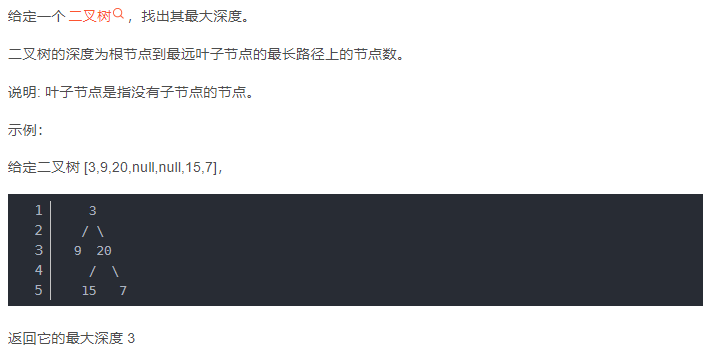 给定一个 二叉树，找出其最大深度。
二叉树的深度为根节点到最远叶子节点的最长路径上的节点数。
说明: 叶子节点是指没有子节点的节点。
示例：
给定二叉树 [3,9,20,null,null,15,7]，
1     3
2    / \
3   9  20
4     /  \
5    15   7
返回它的最大深度 3